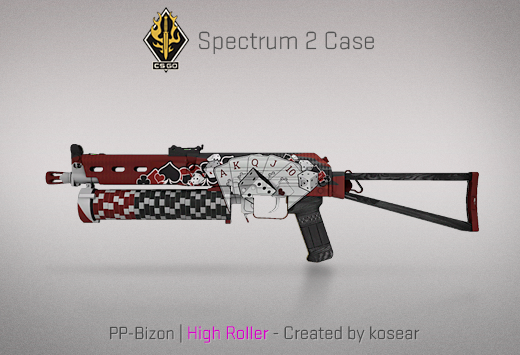 CS GO
Spectrum 2 Case
A K Q J 10
PP-Bizon | High Roller - Created by kosear